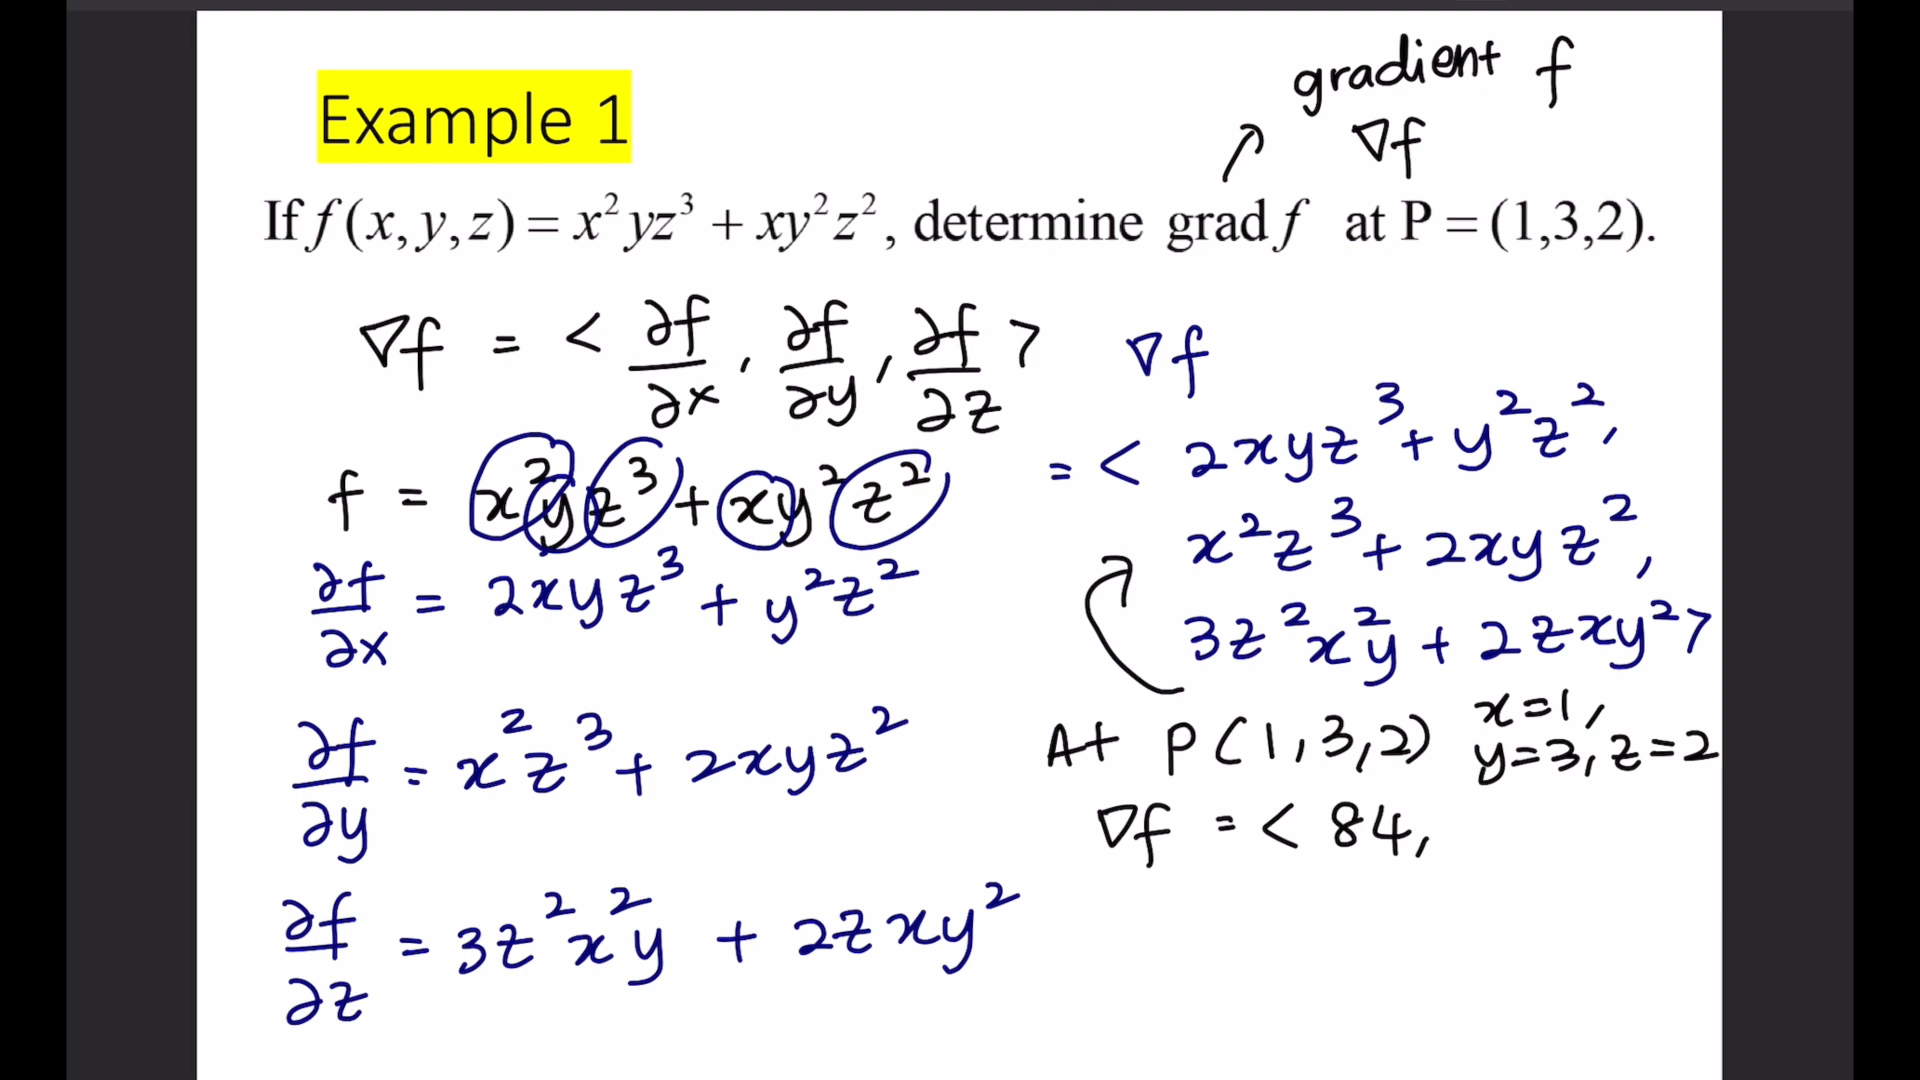 Example 1
gradient f
∇f
If f(x, y, z) = x²yz³ + xy²z², determine grad f at P = (1,3,2).
∇f = < ∂f/∂x, ∂f/∂y, ∂f/∂z >
f = x²yz³ + xy²z²
∂f/∂x = 2xyz³ + y²z²
∂f/∂y = x²z³ + 2xyz²
∂f/∂z = 3z²x²y + 2zxy²
∇f
= < 2xyz³ + y²z²,
x²z³ + 2xyz²,
3z²x²y + 2zxy² >
At P(1,3,2) x=1,
y=3, z=2
∇f = < 84,